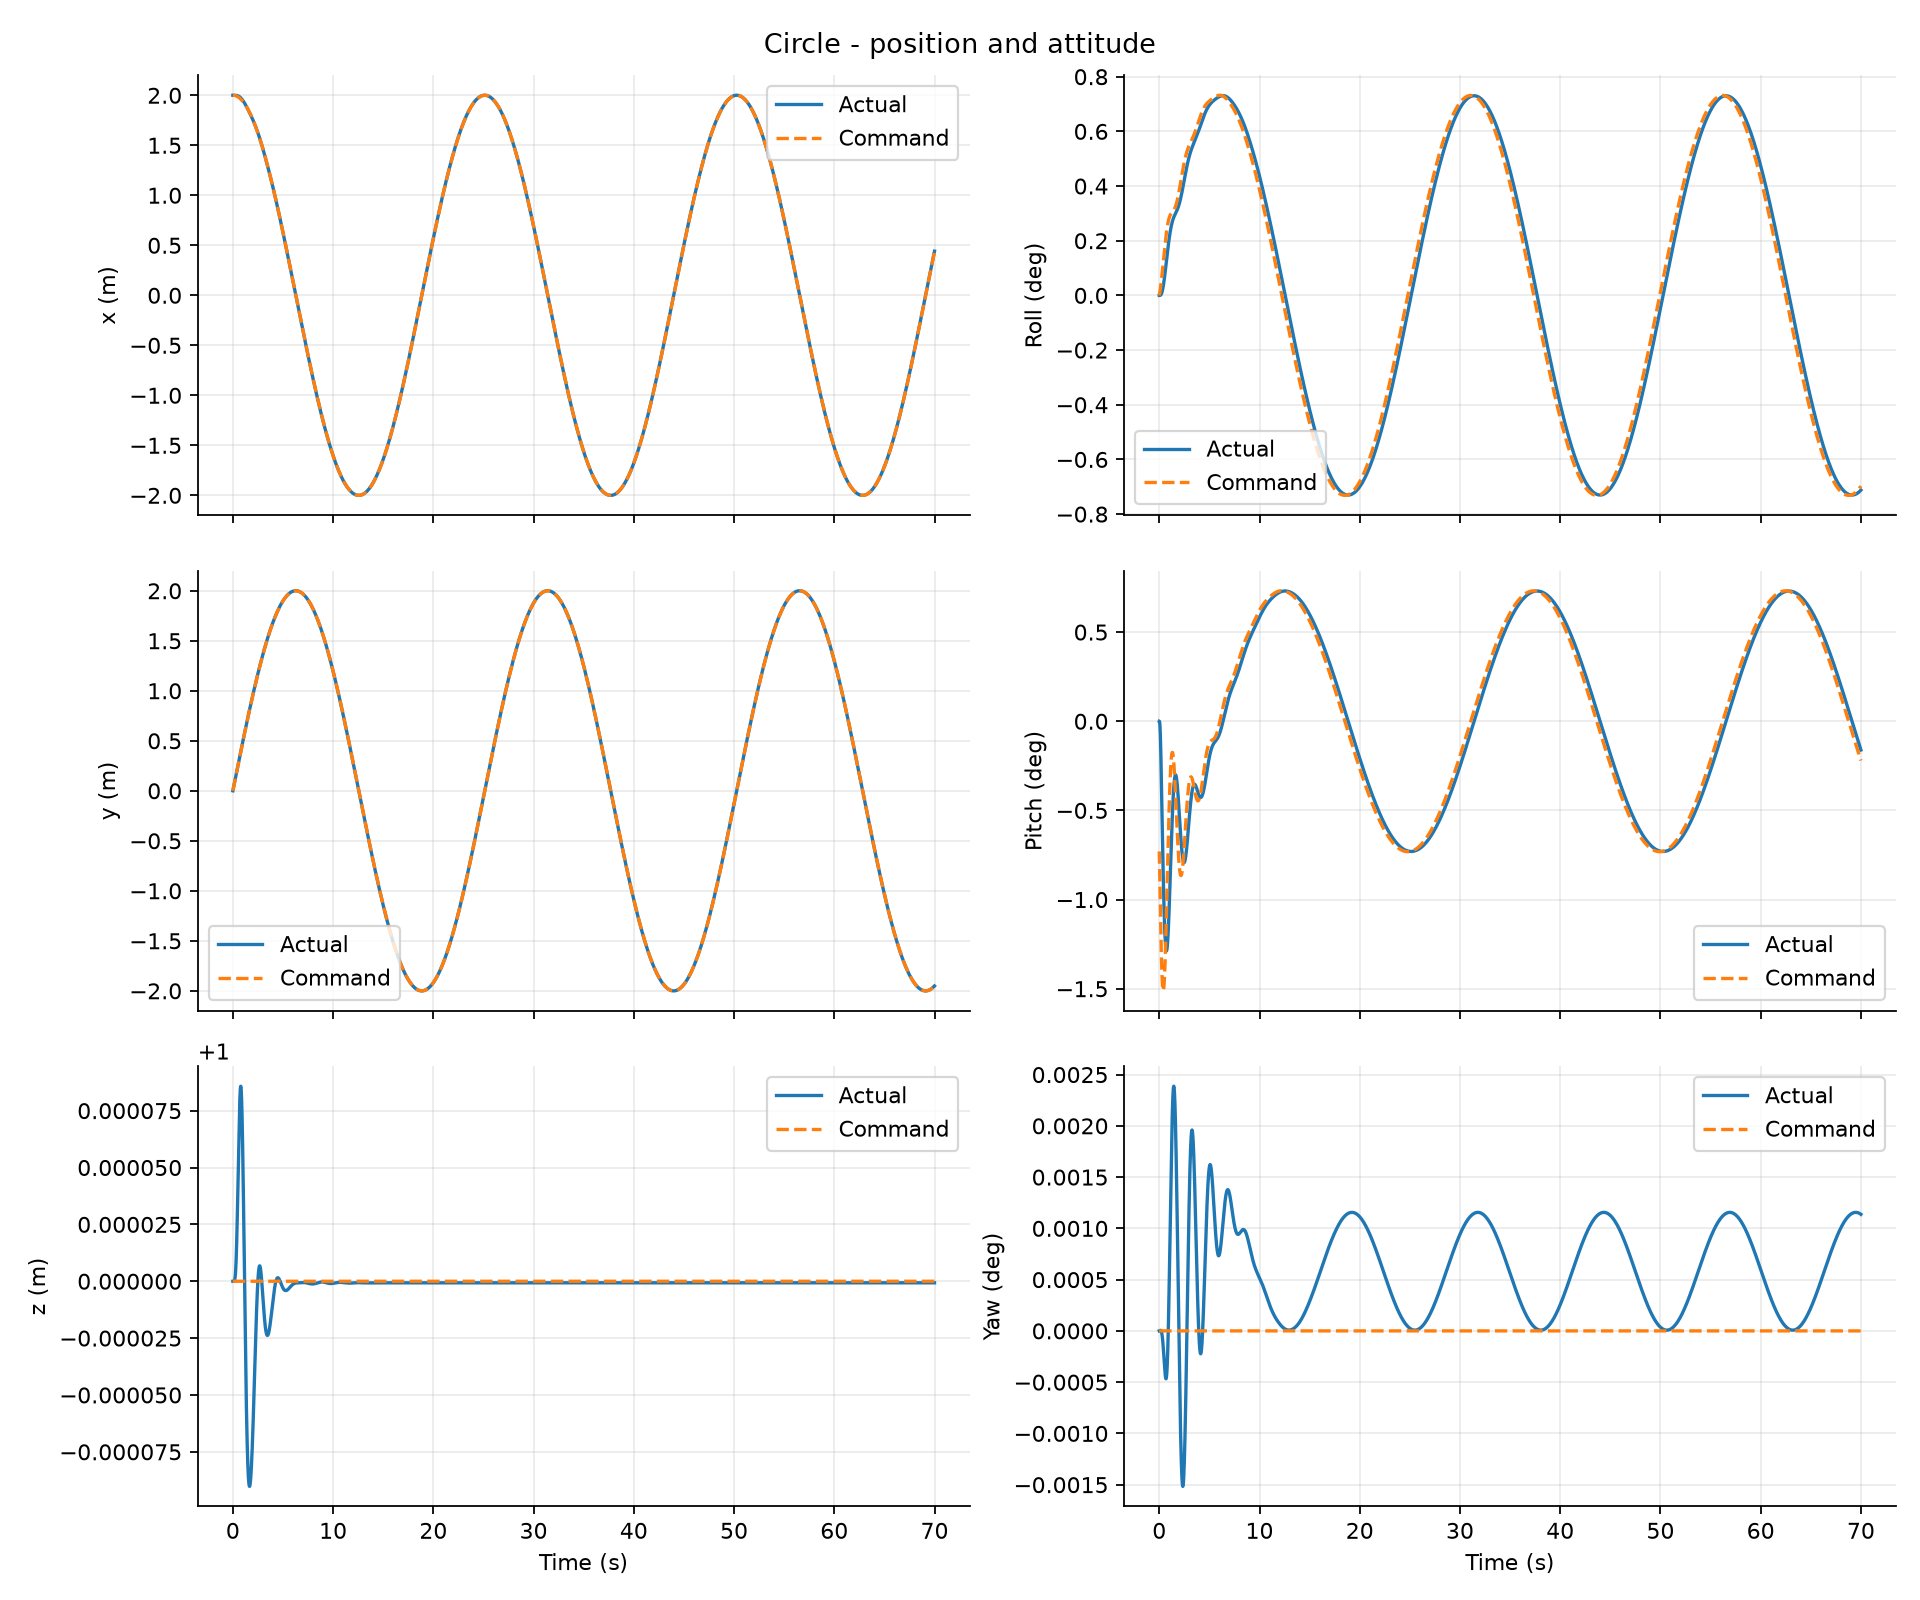 Circle - position and attitude
2.0
1.5
1.0
0.5
0.0
−0.5
−1.0
−1.5
−2.0
x (m)
Actual
Command
0.8
0.6
0.4
0.2
0.0
−0.2
−0.4
−0.6
−0.8
Roll (deg)
Actual
Command
2.0
1.5
1.0
0.5
0.0
−0.5
−1.0
−1.5
−2.0
y (m)
Actual
Command
0.5
0.0
−0.5
−1.0
−1.5
Pitch (deg)
Actual
Command
+1
0.000075
0.000050
0.000025
0.000000
−0.000025
−0.000050
−0.000075
z (m)
Actual
Command
0 10 20 30 40 50 60 70
Time (s)
0.0025
0.0020
0.0015
0.0010
0.0005
0.0000
−0.0005
−0.0010
−0.0015
Yaw (deg)
Actual
Command
0 10 20 30 40 50 60 70
Time (s)